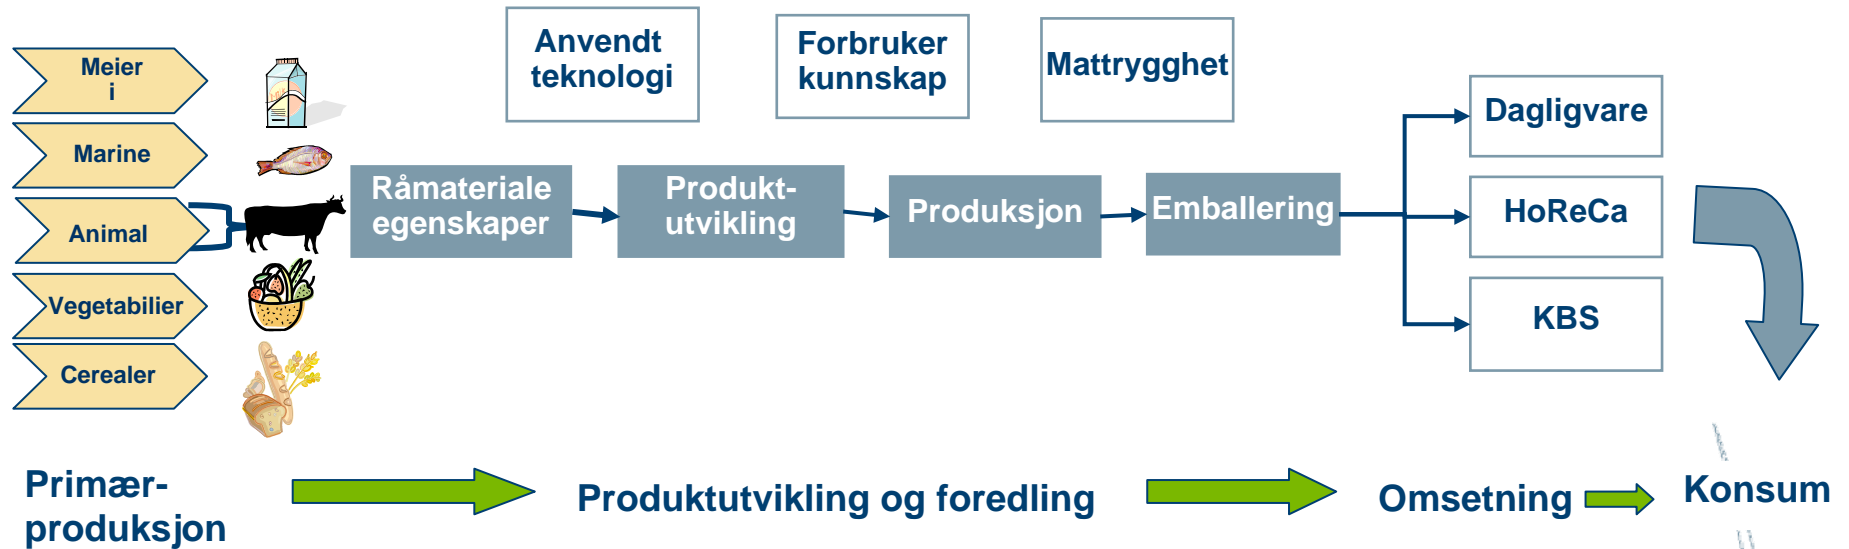 Meier
i
Marine
Animal
Vegetabilier
Cerealer
Anvendt
teknologi
Forbruker
kunnskap
Mattrygghet
Råmateriale
egenskaper
Produkt-
utvikling
Produksjon
Emballering
Dagligvare
HoReCa
KBS
Primær-
produksjon
Produktutvikling og foredling
Omsetning
Konsum